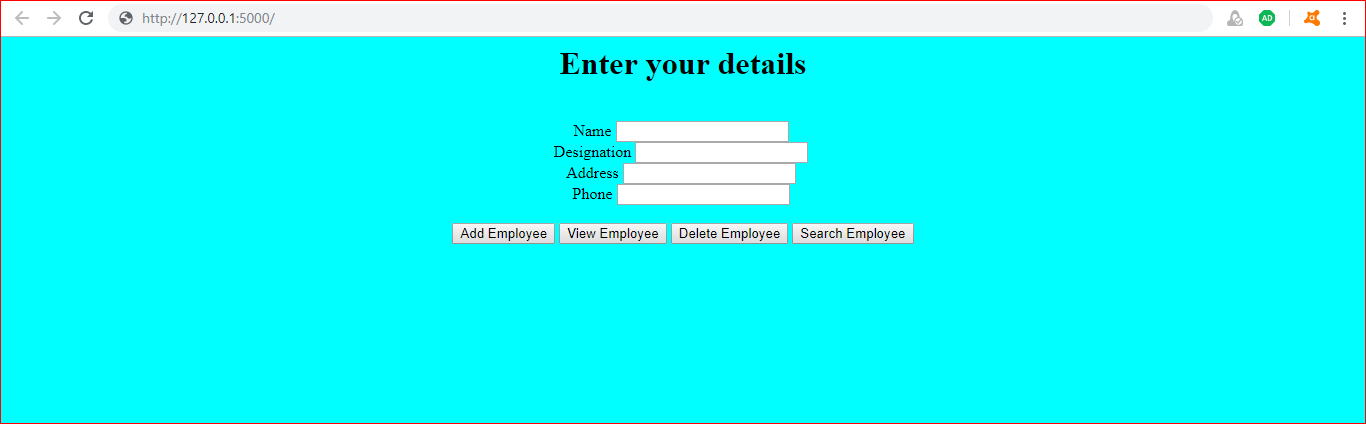 http://127.0.0.1:5000/
AD
Enter your details
Name
Designation
Address
Phone
Add Employee View Employee Delete Employee Search Employee